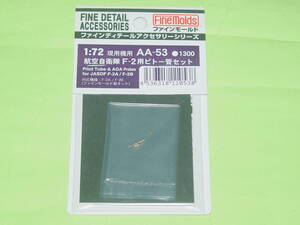 FINE DETAIL
ACCESSORIES
FineMolds
ファインモールド
ファインディテールアクセサリーシリーズ
1:72 現用機用 AA-53 ●1300
航空自衛隊 F-2用ピトー管セット
Pitot Tube & AOA Probes
for JASDF F-2A / F-2B